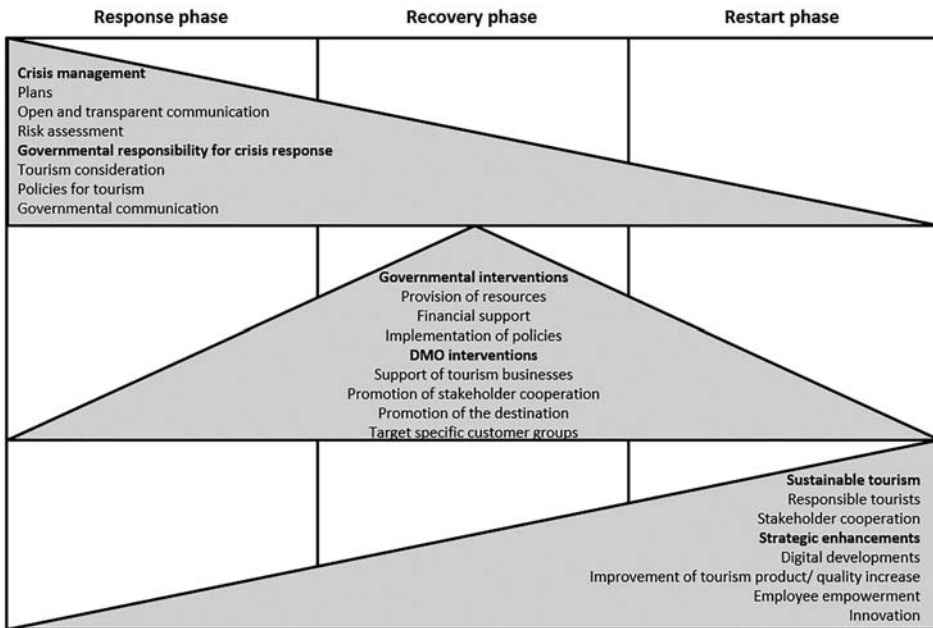 Response phase
Recovery phase
Restart phase
Crisis management
Plans
Open and transparent communication
Risk assessment
Governmental responsibility for crisis response
Tourism consideration
Policies for tourism
Governmental communication
Governmental interventions
Provision of resources
Financial support
Implementation of policies
DMO interventions
Support of tourism businesses
Promotion of stakeholder cooperation
Promotion of the destination
Target specific customer groups
Sustainable tourism
Responsible tourists
Stakeholder cooperation
Strategic enhancements
Digital developments
Improvement of tourism product/ quality increase
Employee empowerment
Innovation